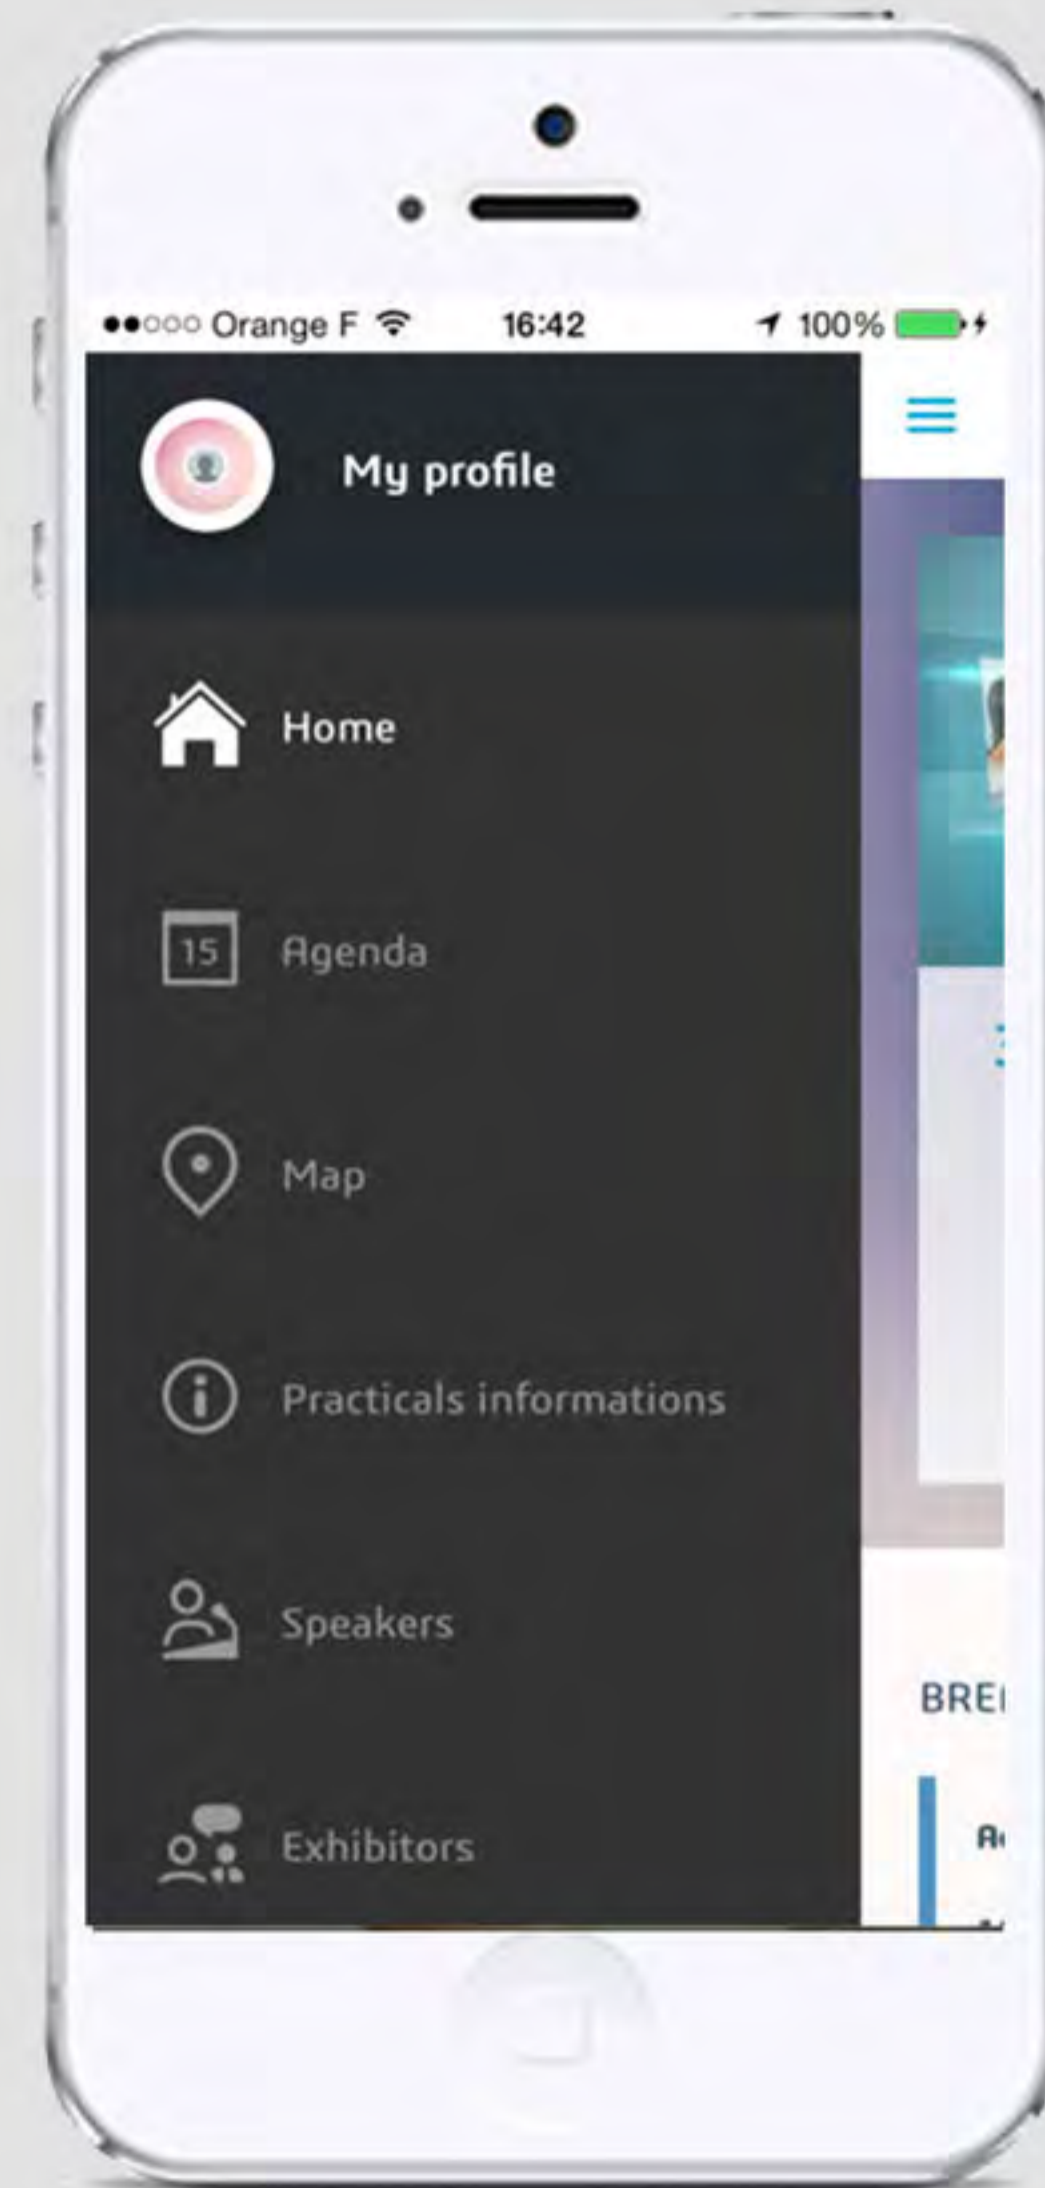 Orange F 16:42 100%
My profile
Home
15 Agenda
Map
Practicals informations
Speakers
Exhibitors